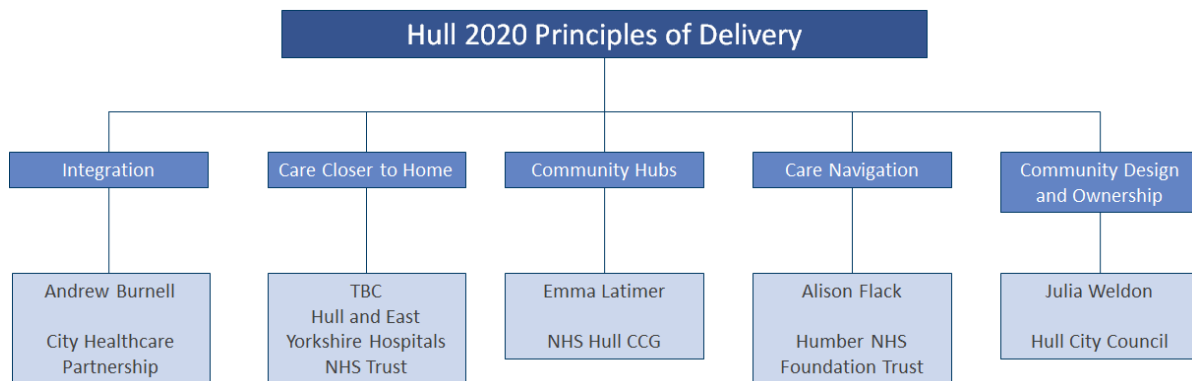 Hull 2020 Principles of Delivery
Integration
Care Closer to Home
Community Hubs
Care Navigation
Community Design
and Ownership
Andrew Burnell
City Healthcare
Partnership
TBC
Hull and East
Yorkshire Hospitals
NHS Trust
Emma Latimer
NHS Hull CCG
Alison Flack
Humber NHS
Foundation Trust
Julia Weldon
Hull City Council